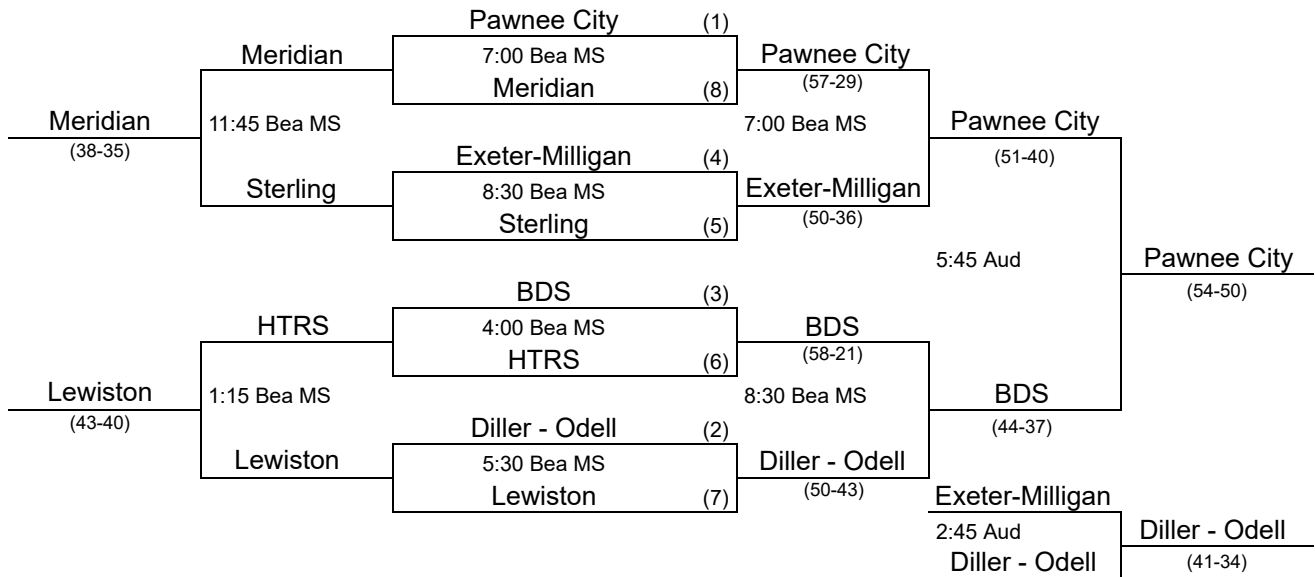 Pawnee City (1)
Meridian 7:00 Bea MS Pawnee City
Meridian (8) (57-29)
Meridian 11:45 Bea MS 7:00 Bea MS Pawnee City
(38-35) Exeter-Milligan (4) (51-40)
Sterling 8:30 Bea MS Exeter-Milligan
Sterling (5) (50-36)
5:45 Aud Pawnee City
BDS (3) (54-50)
HTRS 4:00 Bea MS BDS
HTRS (6) (58-21)
Lewiston 1:15 Bea MS 8:30 Bea MS BDS
(43-40) Diller - Odell (2) (44-37)
Lewiston 5:30 Bea MS Diller - Odell
Lewiston (7) (50-43) Exeter-Milligan
2:45 Aud Diller - Odell
Diller - Odell (41-34)